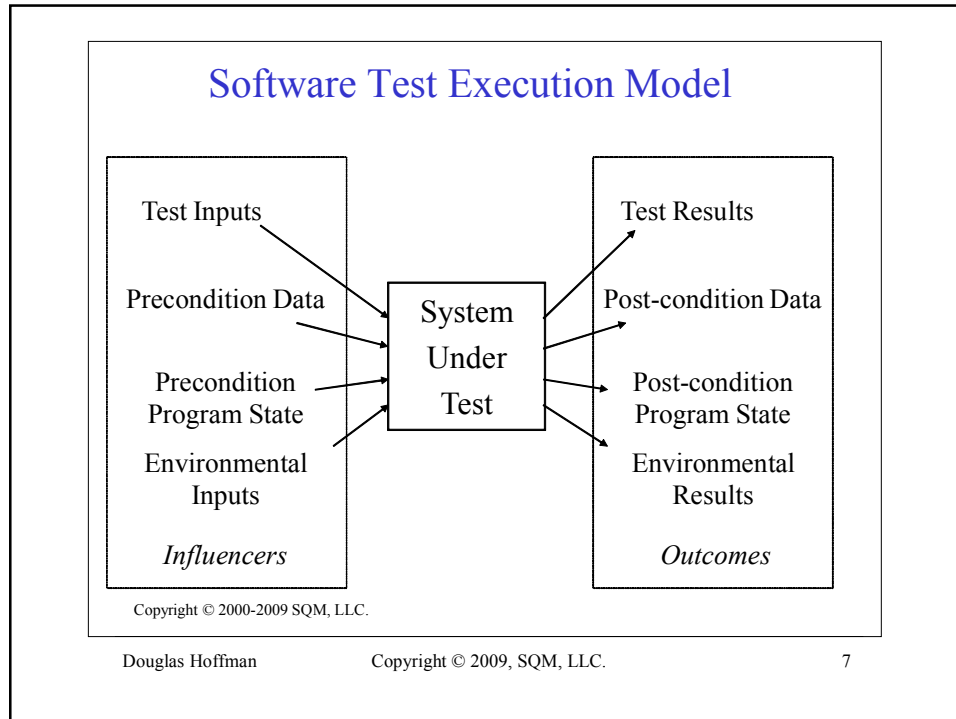 Software Test Execution Model
Test Inputs
Precondition Data
Precondition
Program State
Environmental
Inputs
Influencers
System
Under
Test
Test Results
Post-condition Data
Post-condition
Program State
Environmental
Results
Outcomes
Copyright © 2000-2009 SQM, LLC.
Douglas Hoffman
Copyright © 2009, SQM, LLC.
7